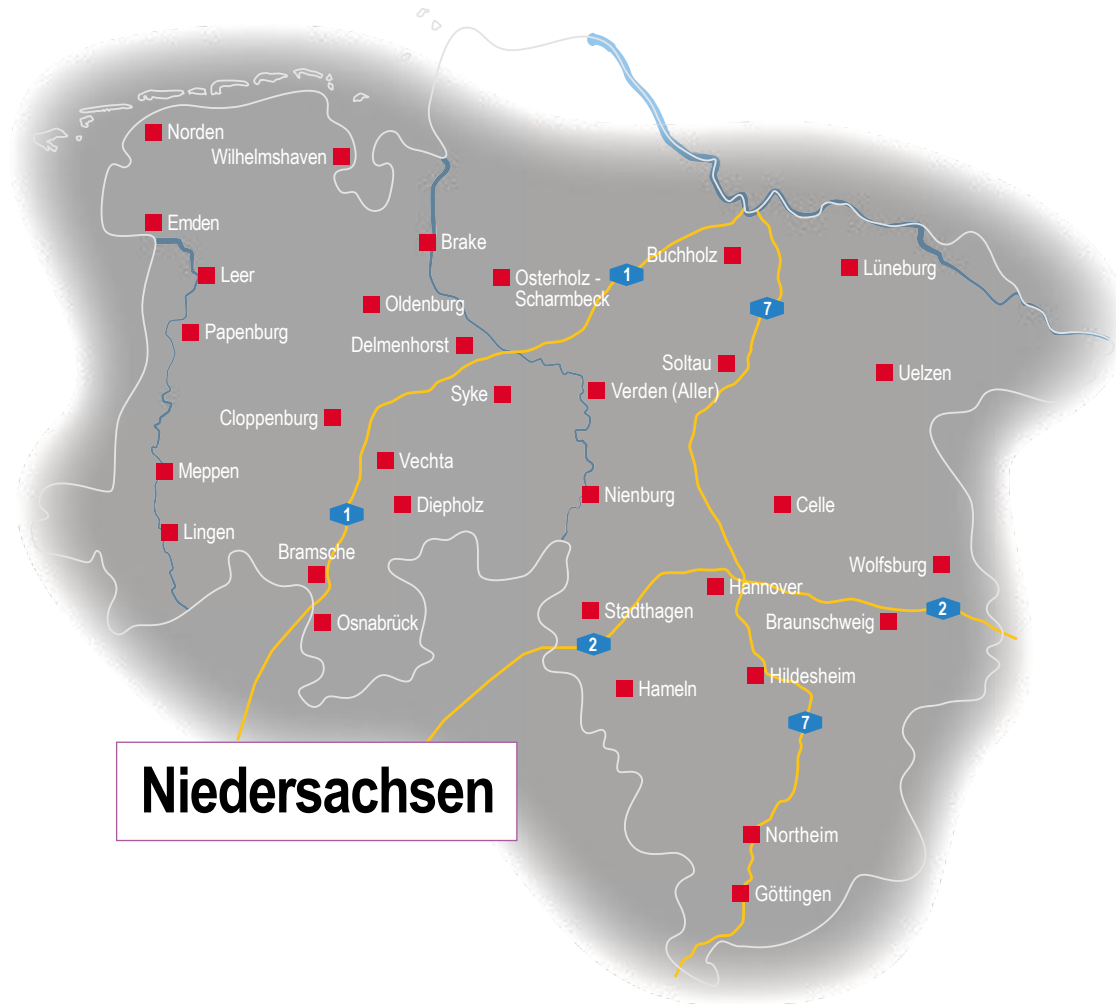 Norden
Wilhelmshaven
Emden
Brake
Buchholz
Leer
1
Osterholz -
Scharmbeck
Lüneburg
Oldenburg
7
Papenburg
Delmenhorst
Soltau
Uelzen
Syke
Verden (Aller)
Cloppenburg
Vechta
Meppen
Nienburg
Diepholz
Celle
1
Lingen
Bramsche
Wolfsburg
Hannover
Stadthagen
2
Osnabrück
Braunschweig
2
Hildesheim
Hameln
7
Niedersachsen
Northeim
Göttingen